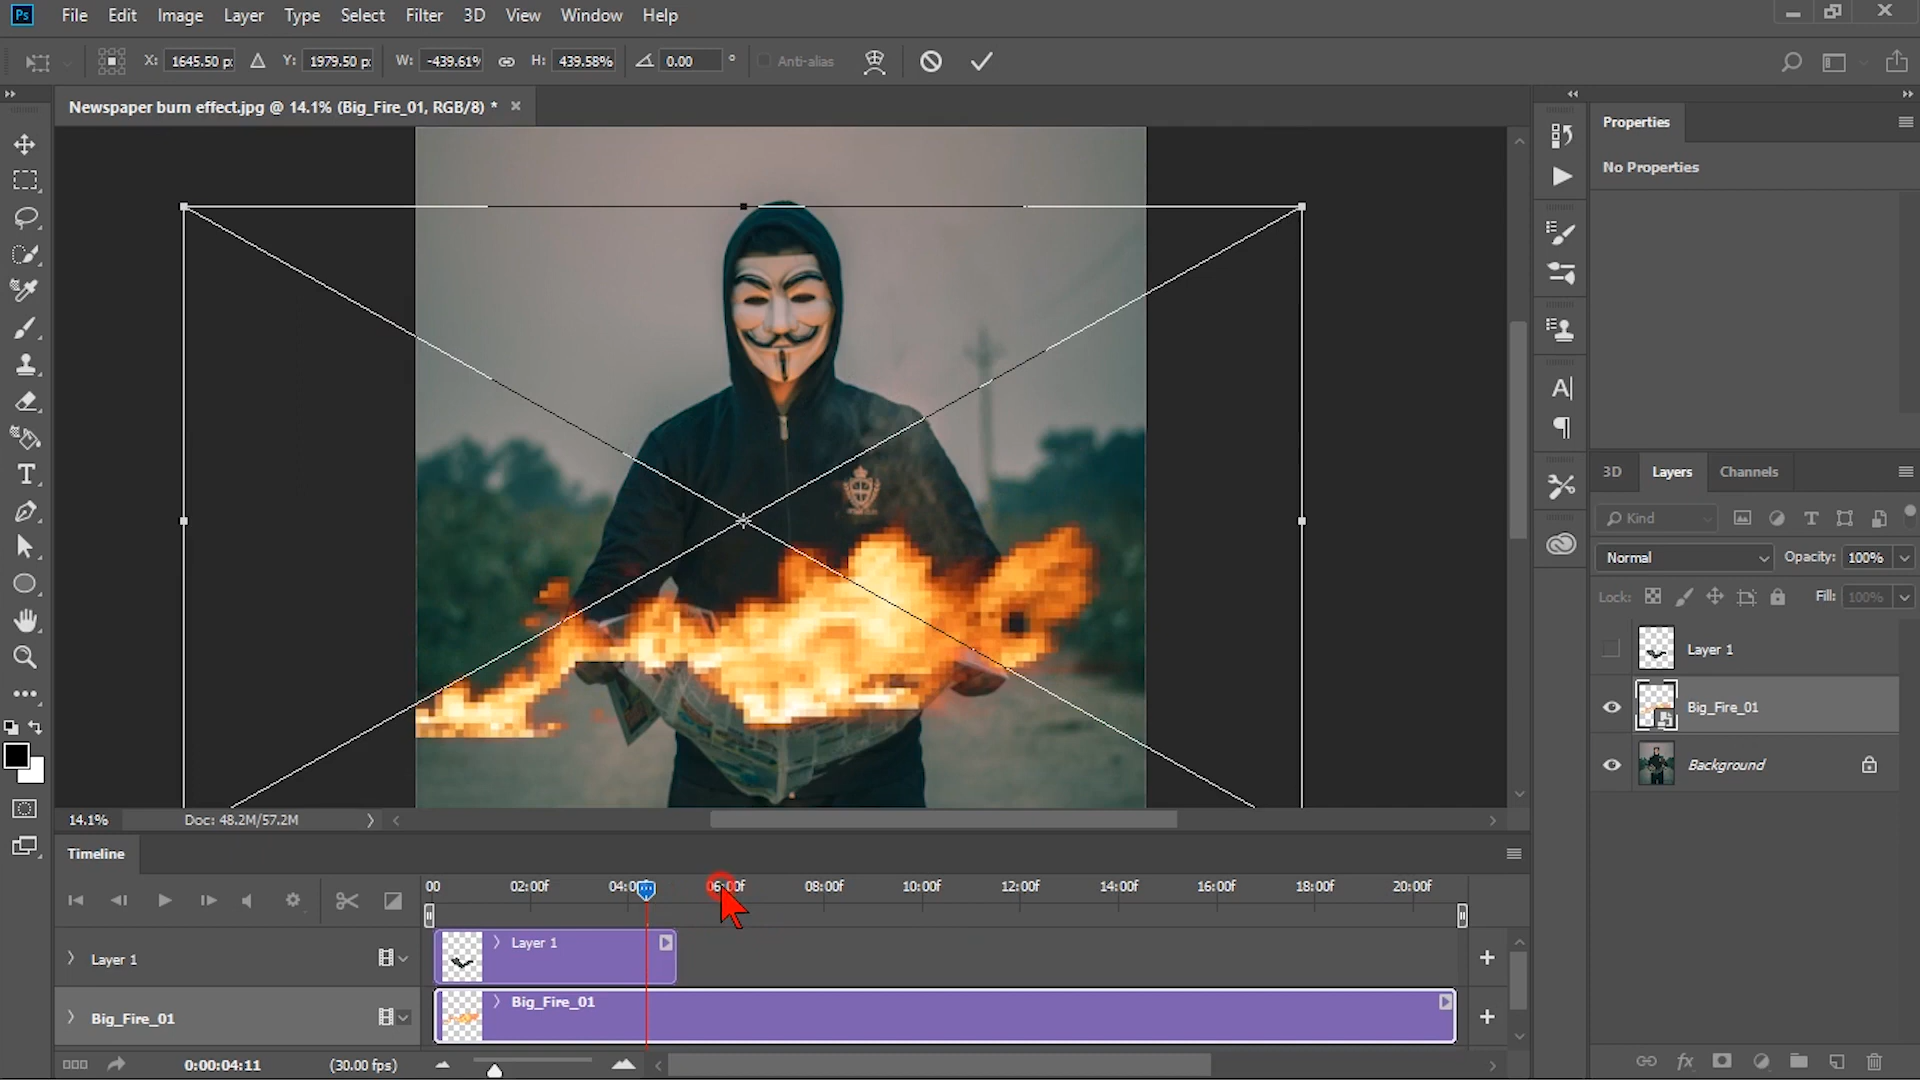 Ps File Edit Image Layer Type Select Filter 3D View Window Help
X: 1645.50 p Y: 1979.50 p W: -439.61% H: 439.58% 0.00 ° Anti-alias
Newspaper burn effect.jpg @ 14.1% (Big_Fire_01, RGB/8) * ×
Properties
No Properties
3D Layers Channels
Kind
Normal Opacity: 100%
Lock: Fill: 100%
Layer 1
Big_Fire_01
Background
14.1% Doc: 48.2M/57.2M
Timeline
00 02:00f 04:0 06:00f 08:00f 10:00f 12:00f 14:00f 16:00f 18:00f 20:00f
Layer 1 Layer 1
Big_Fire_01 Big_Fire_01
0:00:04:11 (30.00 fps)